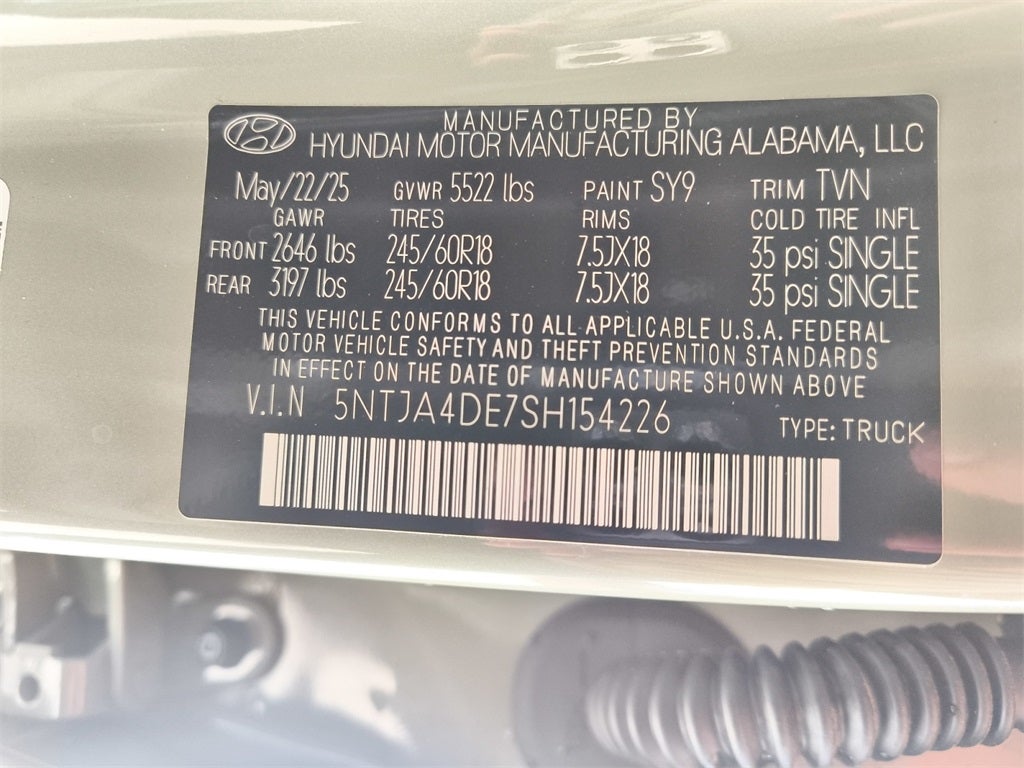 MANUFACTURED BY
HYUNDAI MOTOR MANUFACTURING ALABAMA, LLC
May/22/25 GVWR 5522 lbs PAINT SY9 TRIM TVN
GAWR TIRES RIMS COLD TIRE INFL
FRONT 2646 lbs 245/60R18 7.5JX18 35 psi SINGLE
REAR 3197 lbs 245/60R18 7.5JX18 35 psi SINGLE
THIS VEHICLE CONFORMS TO ALL APPLICABLE U.S.A. FEDERAL
MOTOR VEHICLE SAFETY AND THEFT PREVENTION STANDARDS
IN EFFECT ON THE DATE OF MANUFACTURE SHOWN ABOVE
V.I.N 5NTJA4DE7SH154226 TYPE: TRUCK